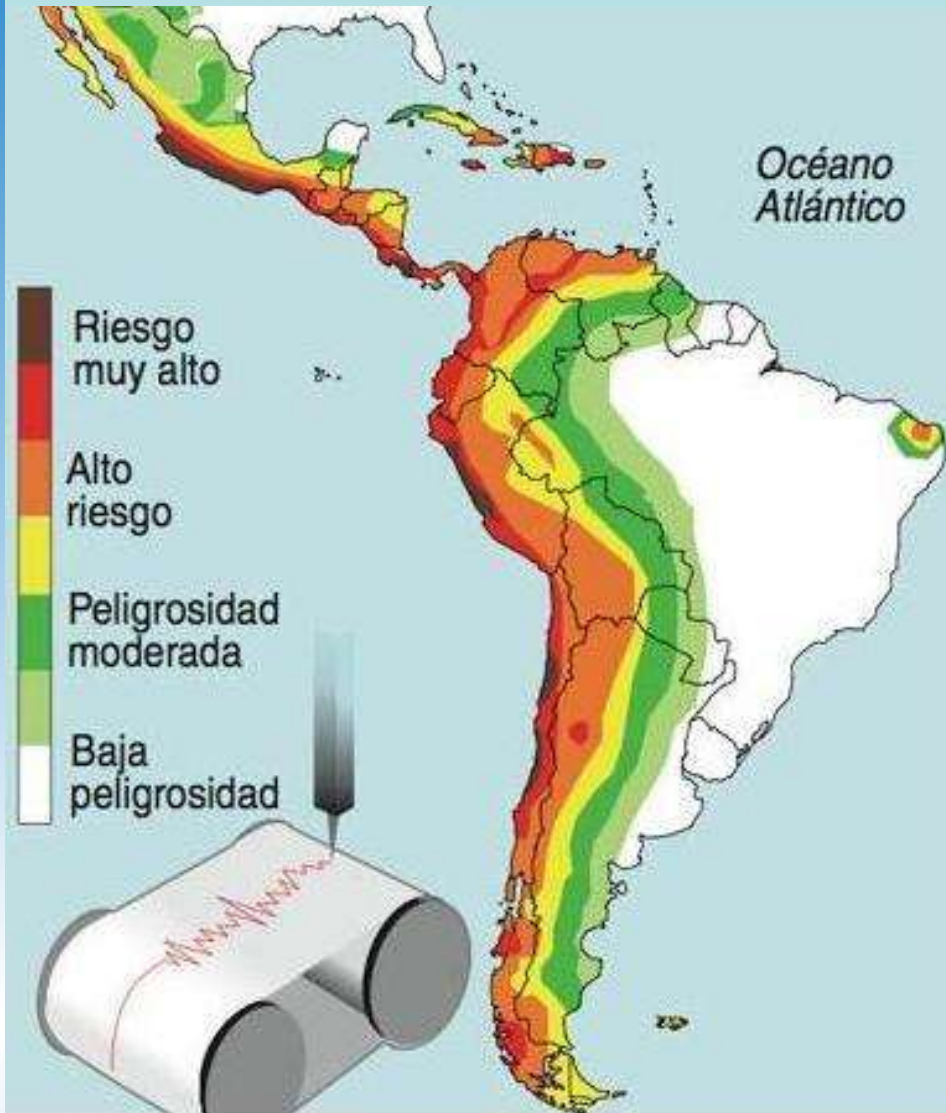 Océano
Atlántico
Riesgo
muy alto
Alto
riesgo
Peligrosidad
moderada
Baja
peligrosidad